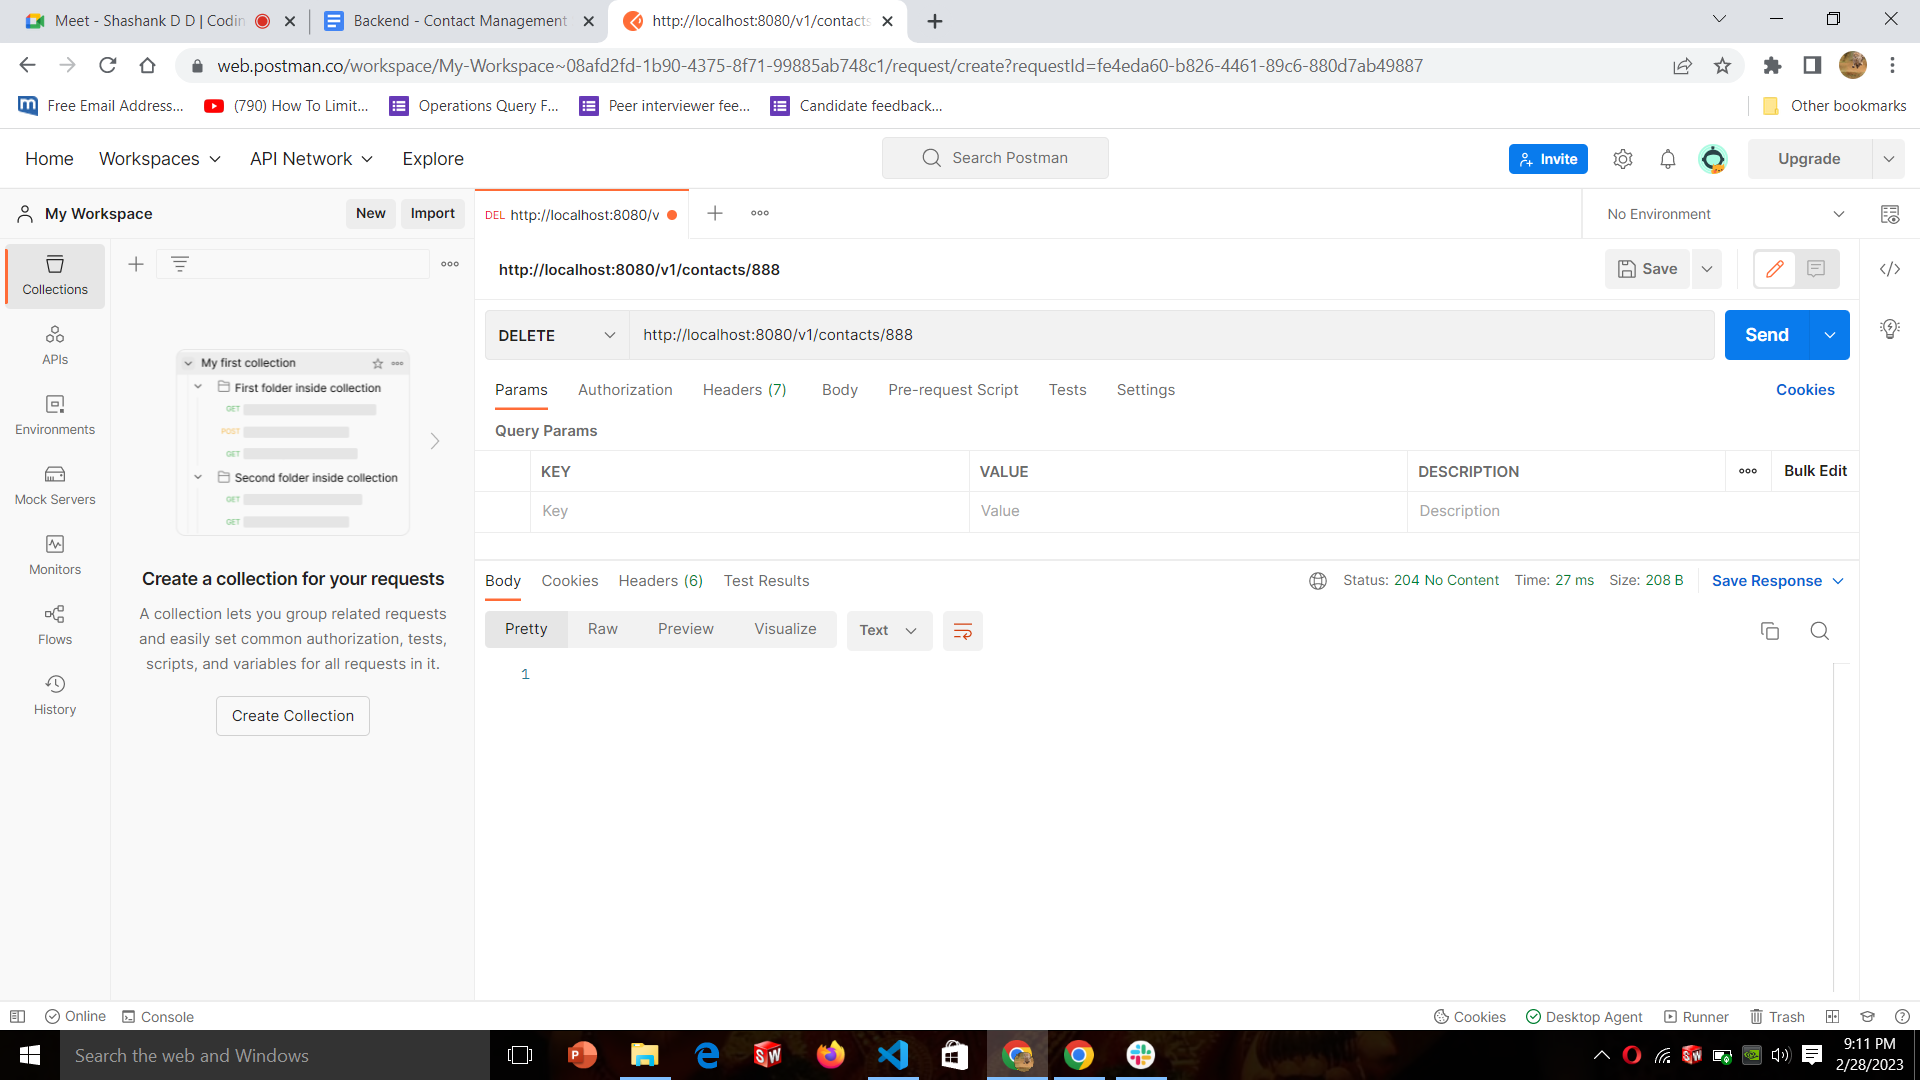 Meet - Shashank D D | Codin
Backend - Contact Management
http://localhost:8080/v1/contacts
web.postman.co/workspace/My-Workspace~08afd2fd-1b90-4375-8f71-99885ab748c1/request/create?requestId=fe4eda60-b826-4461-89c6-880d7ab49887
Free Email Address...
(790) How To Limit...
Operations Query F...
Peer interviewer fee...
Candidate feedback...
Other bookmarks
Home
Workspaces
API Network
Explore
Search Postman
Invite
Upgrade
My Workspace
New
Import
DEL http://localhost:8080/v
No Environment
Collections
APIs
Environments
Mock Servers
Monitors
Flows
History
My first collection
First folder inside collection
GET
POST
GET
Second folder inside collection
GET
GET
Create a collection for your requests
A collection lets you group related requests
and easily set common authorization, tests,
scripts, and variables for all requests in it.
Create Collection
http://localhost:8080/v1/contacts/888
Save
DELETE
http://localhost:8080/v1/contacts/888
Send
Params
Authorization
Headers (7)
Body
Pre-request Script
Tests
Settings
Cookies
Query Params
KEY
VALUE
DESCRIPTION
Bulk Edit
Key
Value
Description
Body
Cookies
Headers (6)
Test Results
Status: 204 No Content
Time: 27 ms
Size: 208 B
Save Response
Pretty
Raw
Preview
Visualize
Text
1
Online
Console
Cookies
Desktop Agent
Runner
Trash
Search the web and Windows
9:11 PM
2/28/2023